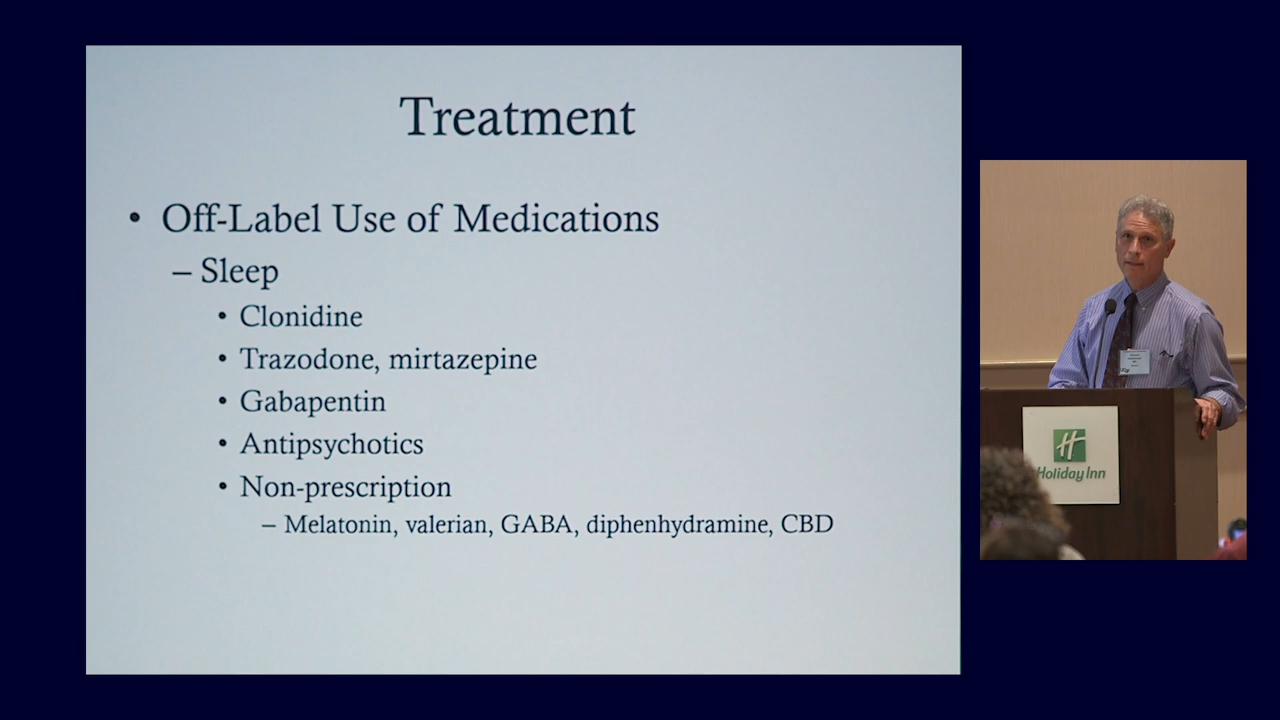 Treatment
• Off-Label Use of Medications
– Sleep
• Clonidine
• Trazodone, mirtazepine
• Gabapentin
• Antipsychotics
• Non-prescription
– Melatonin, valerian, GABA, diphenhydramine, CBD
H
Holiday Inn